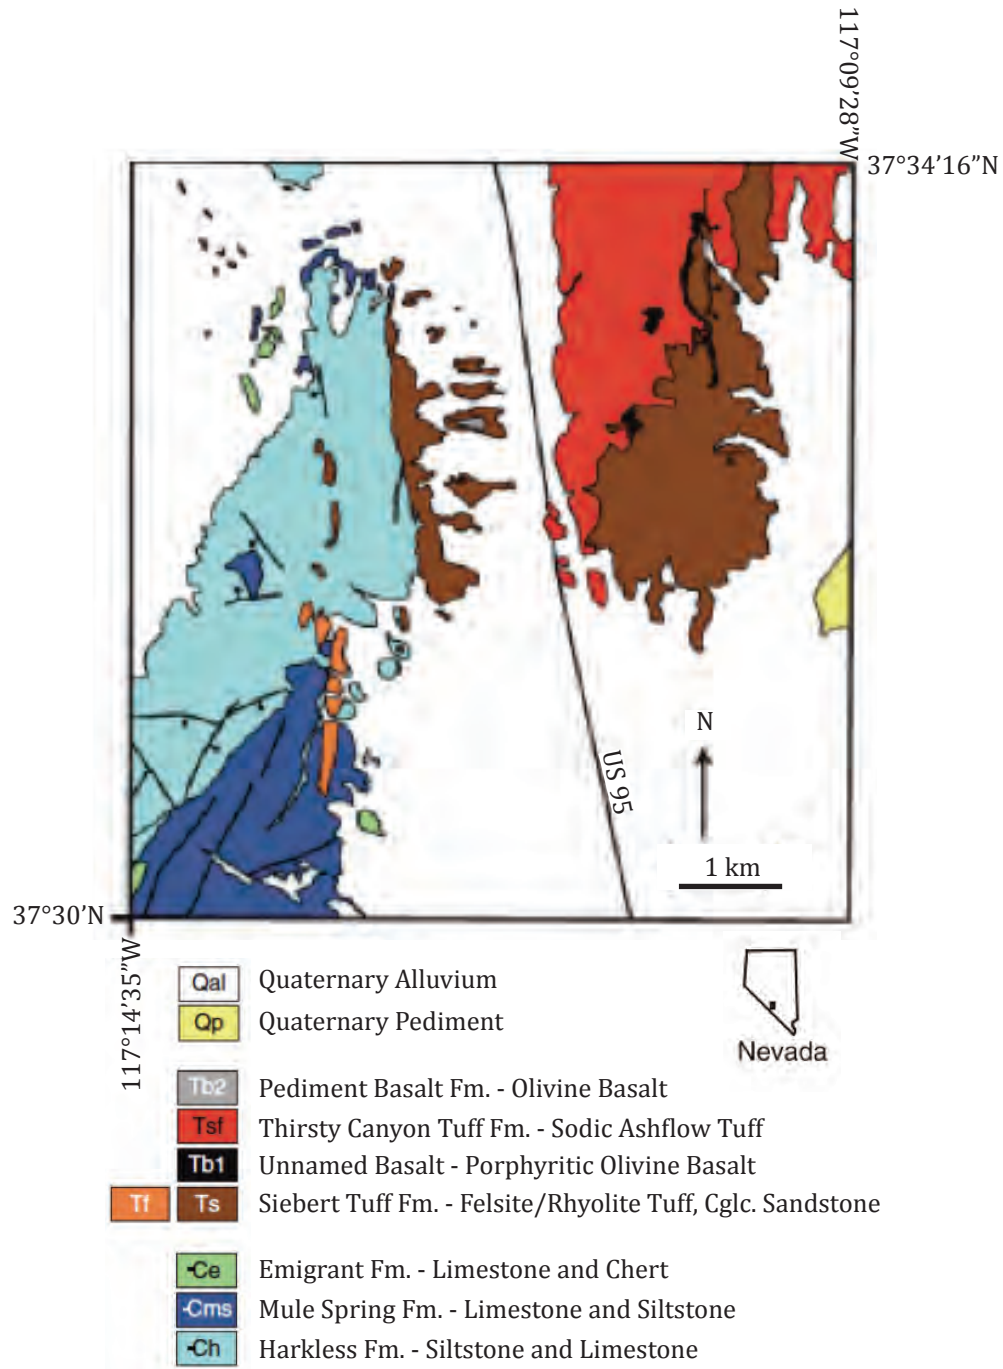 117°09'28"W
37°34'16"N
US 95
N
1 km
37°30'N
117°14'35"W
Nevada
Qal Quaternary Alluvium
Qp Quaternary Pediment
Tb2 Pediment Basalt Fm. - Olivine Basalt
Tsf Thirsty Canyon Tuff Fm. - Sodic Ashflow Tuff
Tb1 Unnamed Basalt - Porphyritic Olivine Basalt
Tf Ts Siebert Tuff Fm. - Felsite/Rhyolite Tuff, Cglc. Sandstone
-Ce Emigrant Fm. - Limestone and Chert
-Cms Mule Spring Fm. - Limestone and Siltstone
-Ch Harkless Fm. - Siltstone and Limestone